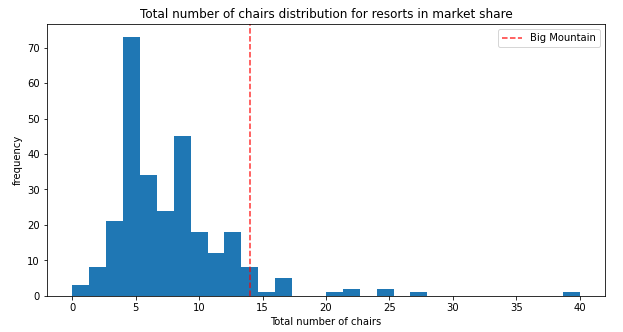 Total number of chairs distribution for resorts in market share
Big Mountain
frequency
70
60
50
40
30
20
10
0
0 5 10 15 20 25 30 35 40
Total number of chairs